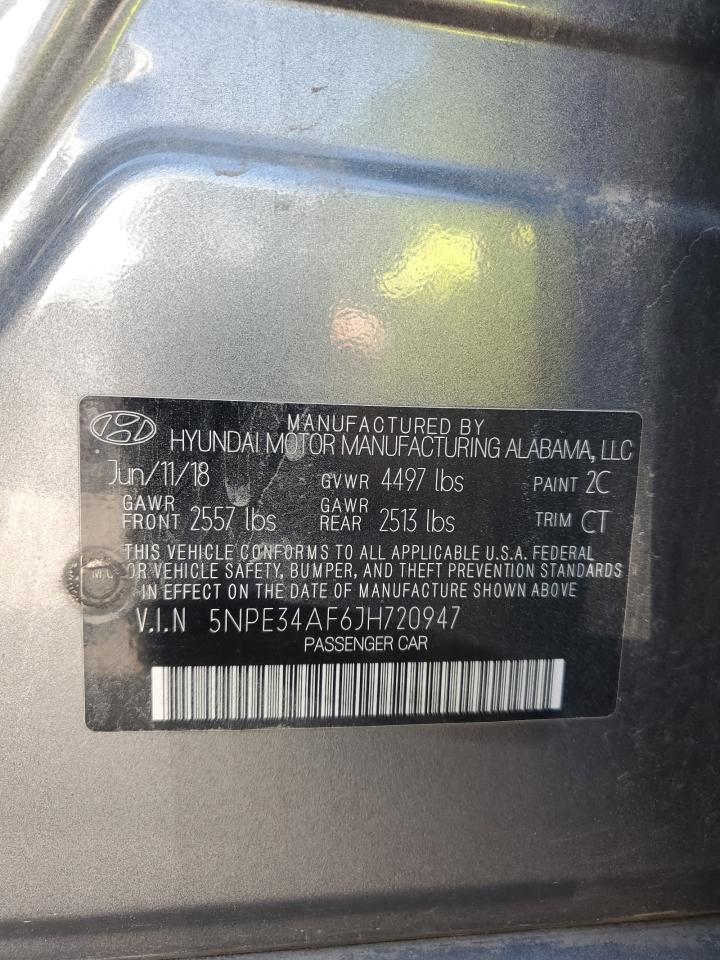 MANUFACTURED BY
HYUNDAI MOTOR MANUFACTURING ALABAMA, LLC
Jun/11/18 GVWR 4497 lbs PAINT 2C
GAWR FRONT 2557 lbs GAWR REAR 2513 lbs TRIM CT
THIS VEHICLE CONFORMS TO ALL APPLICABLE U.S.A. FEDERAL
OR VEHICLE SAFETY, BUMPER, AND THEFT PREVENTION STANDARDS
IN EFFECT ON THE DATE OF MANUFACTURE SHOWN ABOVE
V.I.N 5NPE34AF6JH720947
PASSENGER CAR